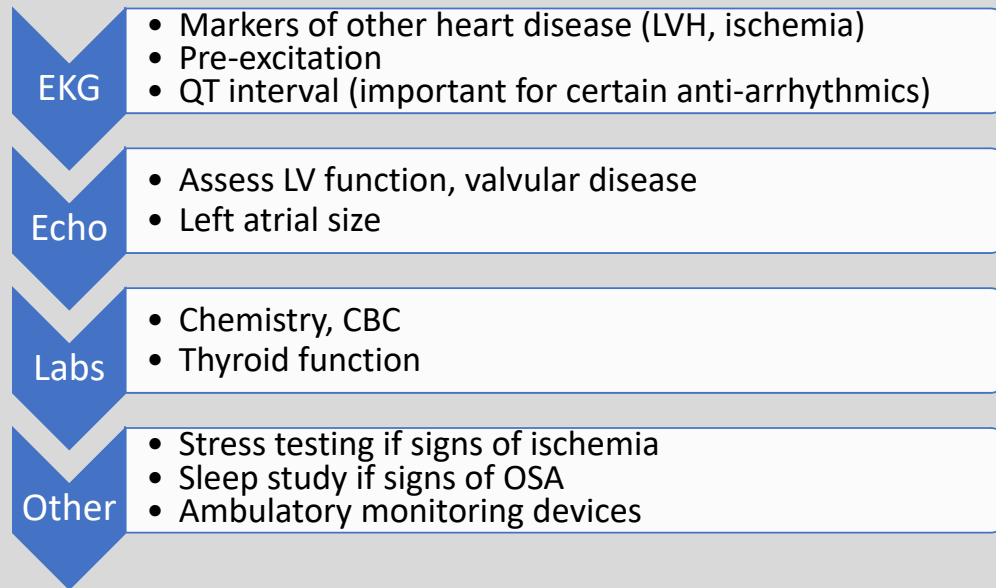 EKG
• Markers of other heart disease (LVH, ischemia)
• Pre-excitation
• QT interval (important for certain anti-arrhythmics)
Echo
• Assess LV function, valvular disease
• Left atrial size
Labs
• Chemistry, CBC
• Thyroid function
Other
• Stress testing if signs of ischemia
• Sleep study if signs of OSA
• Ambulatory monitoring devices